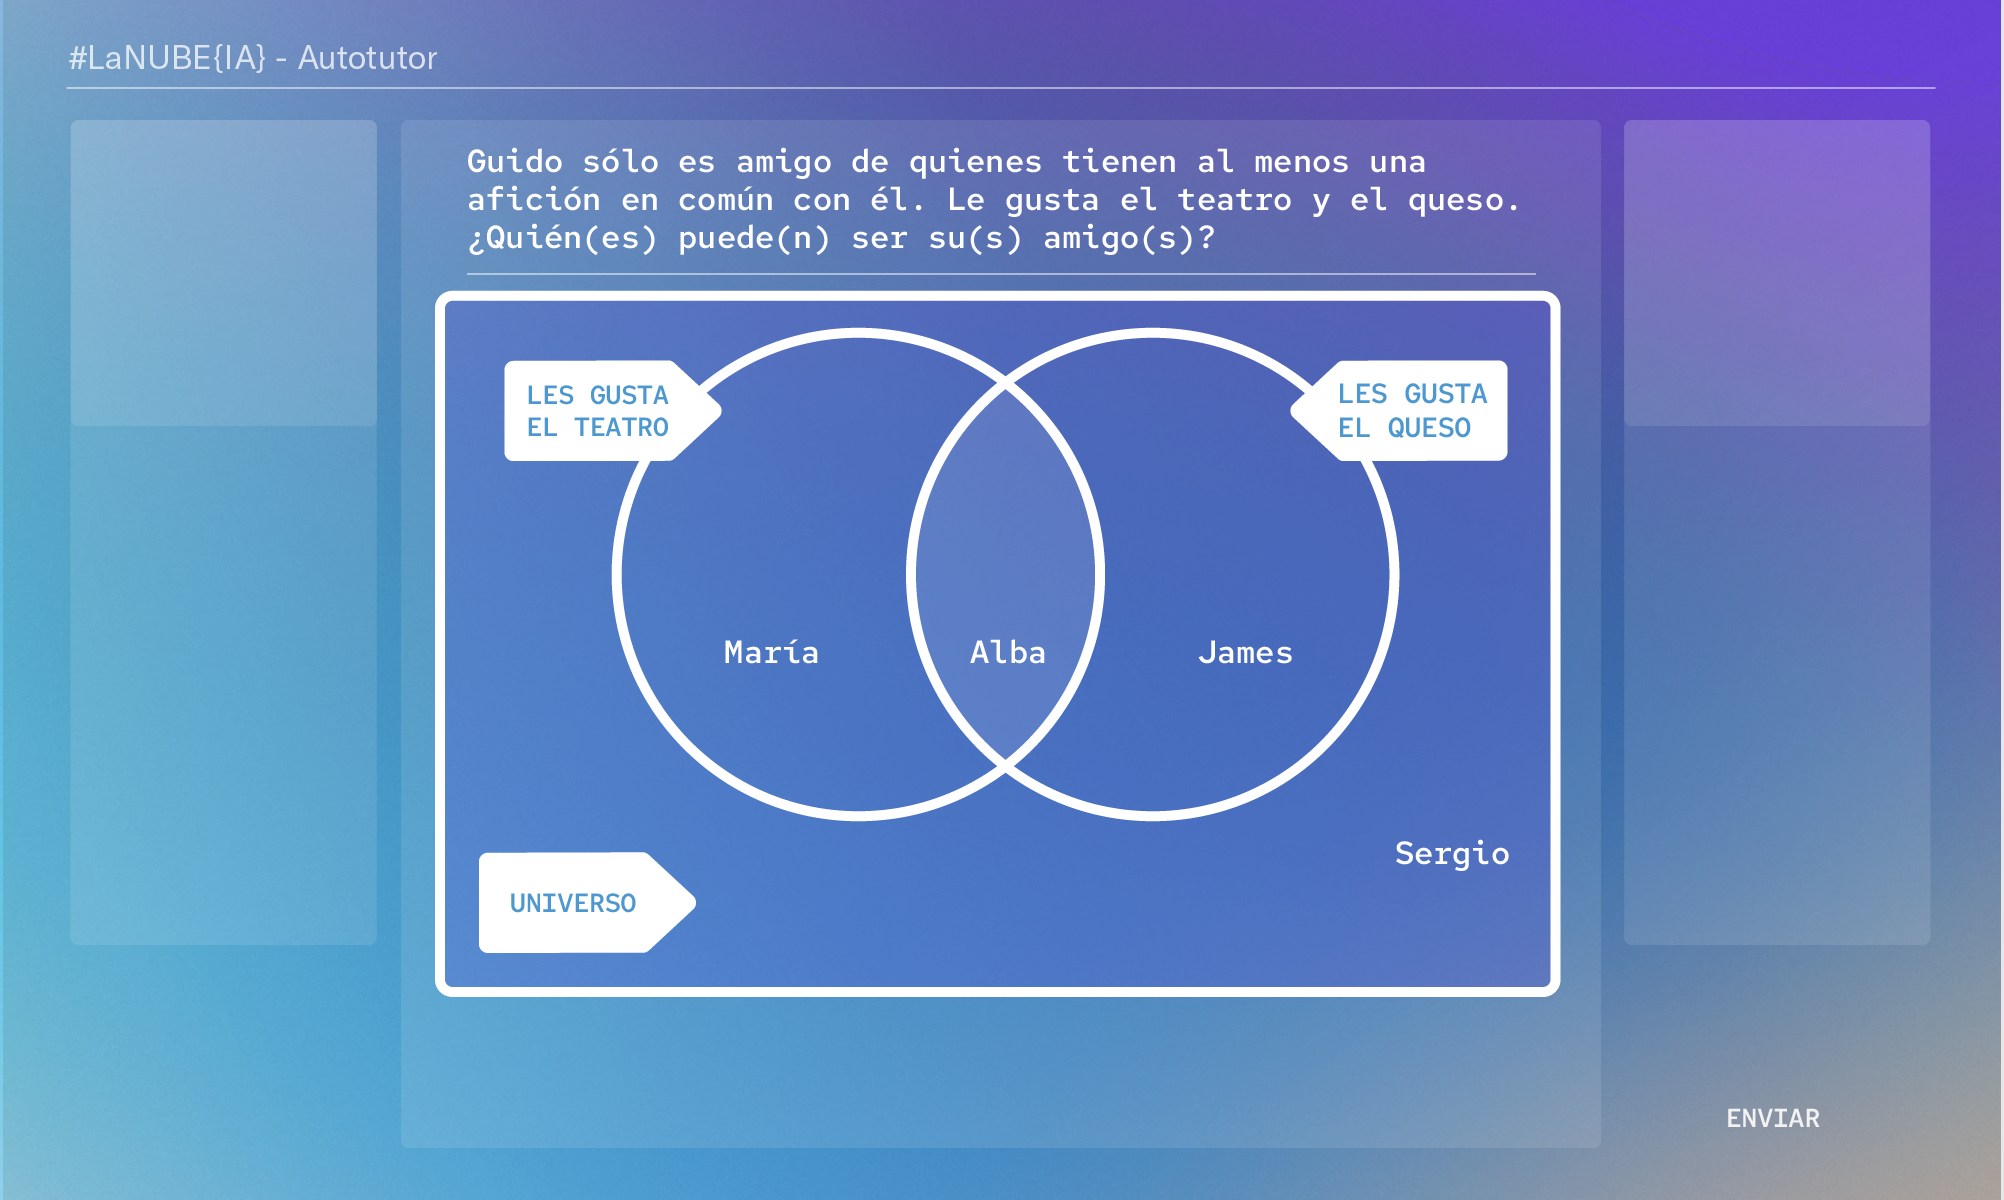 #LaNUBE{IA} - Autotutor
Guido sólo es amigo de quienes tienen al menos una
afición en común con él. Le gusta el teatro y el queso.
¿Quién(es) puede(n) ser su(s) amigo(s)?
LES GUSTA
EL TEATRO
LES GUSTA
EL QUESO
María
Alba
James
Sergio
UNIVERSO
ENVIAR